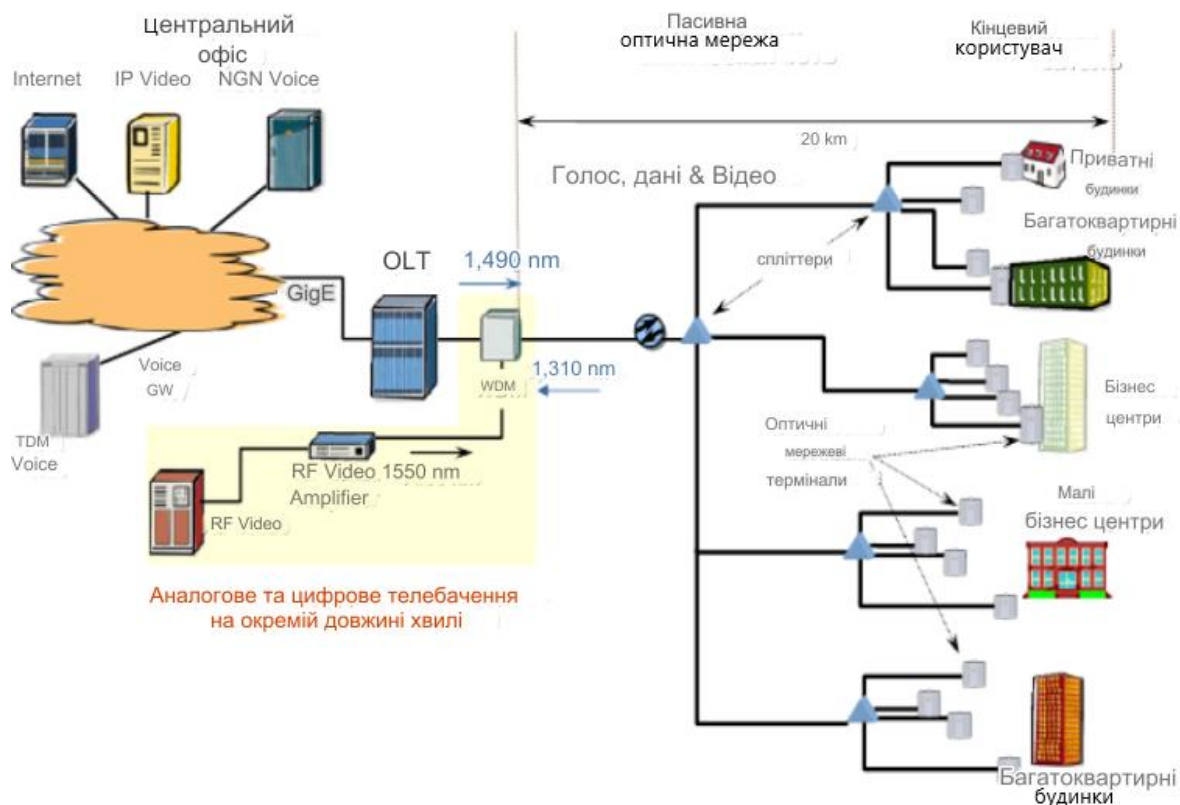 Центральний
офіс
Пасивна
оптична мережа
Кінцевий
користувач
Internet
IP Video
NGN Voice
20 km
Приватні
будинки
Голос, дані & Відео
Багатоквартирні
будинки
спліттери
OLT
1,490 nm
GigE
1,310 nm
WDM
Voice
GW
TDM
Voice
Бізнес
центри
Оптичні
мережеві
термінали
RF Video 1550 nm
Amplifier
RF Video
Малі
бізнес центри
Аналогове та цифрове телебачення
на окремій довжині хвилі
Багатоквартирні
будинки